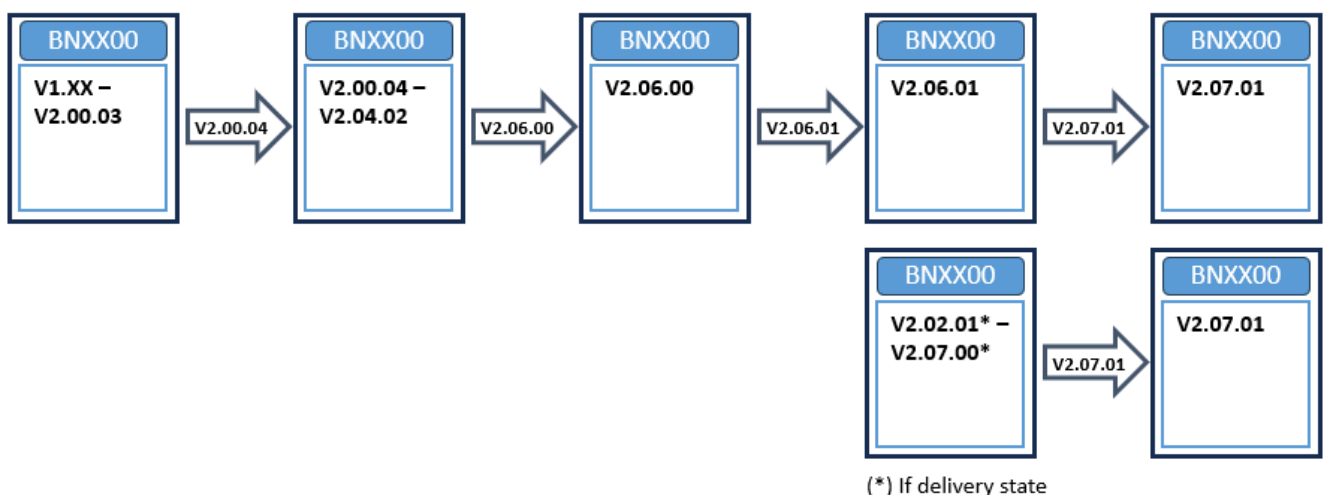 BNXX00
V1.XX –
V2.00.03
V2.00.04
BNXX00
V2.00.04 –
V2.04.02
V2.06.00
BNXX00
V2.06.00
V2.06.01
BNXX00
V2.06.01
V2.07.01
BNXX00
V2.07.01
BNXX00
V2.02.01* –
V2.07.00*
V2.07.01
BNXX00
V2.07.01
(*) If delivery state